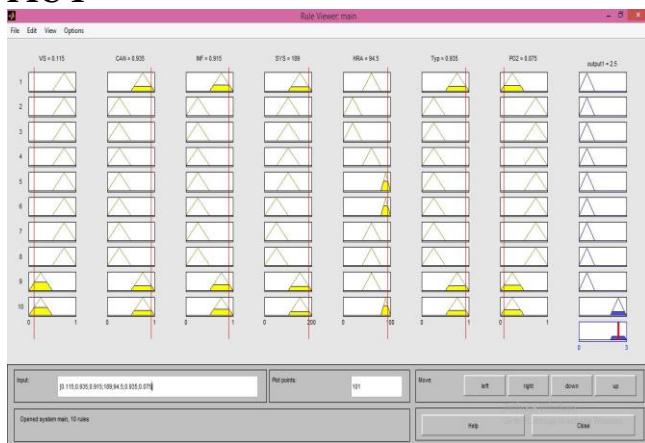 Rule Viewer: main
File Edit View Options
VS = 0.115 CAN = 0.935 INF = 0.915 SYS = 189 HRA = 94.5 Typ = 0.935 PO2 = 0.075 output1 = 2.5
1
2
3
4
5
6
7
8
9
10
0 1 0 1 0 1 0 200 0 100 0 1 0 1
0 3
Input: [0.115;0.935;0.915;189;94.5;0.935;0.075] Plot points: 101 Move: left right down up
Opened system main, 10 rules Help Close